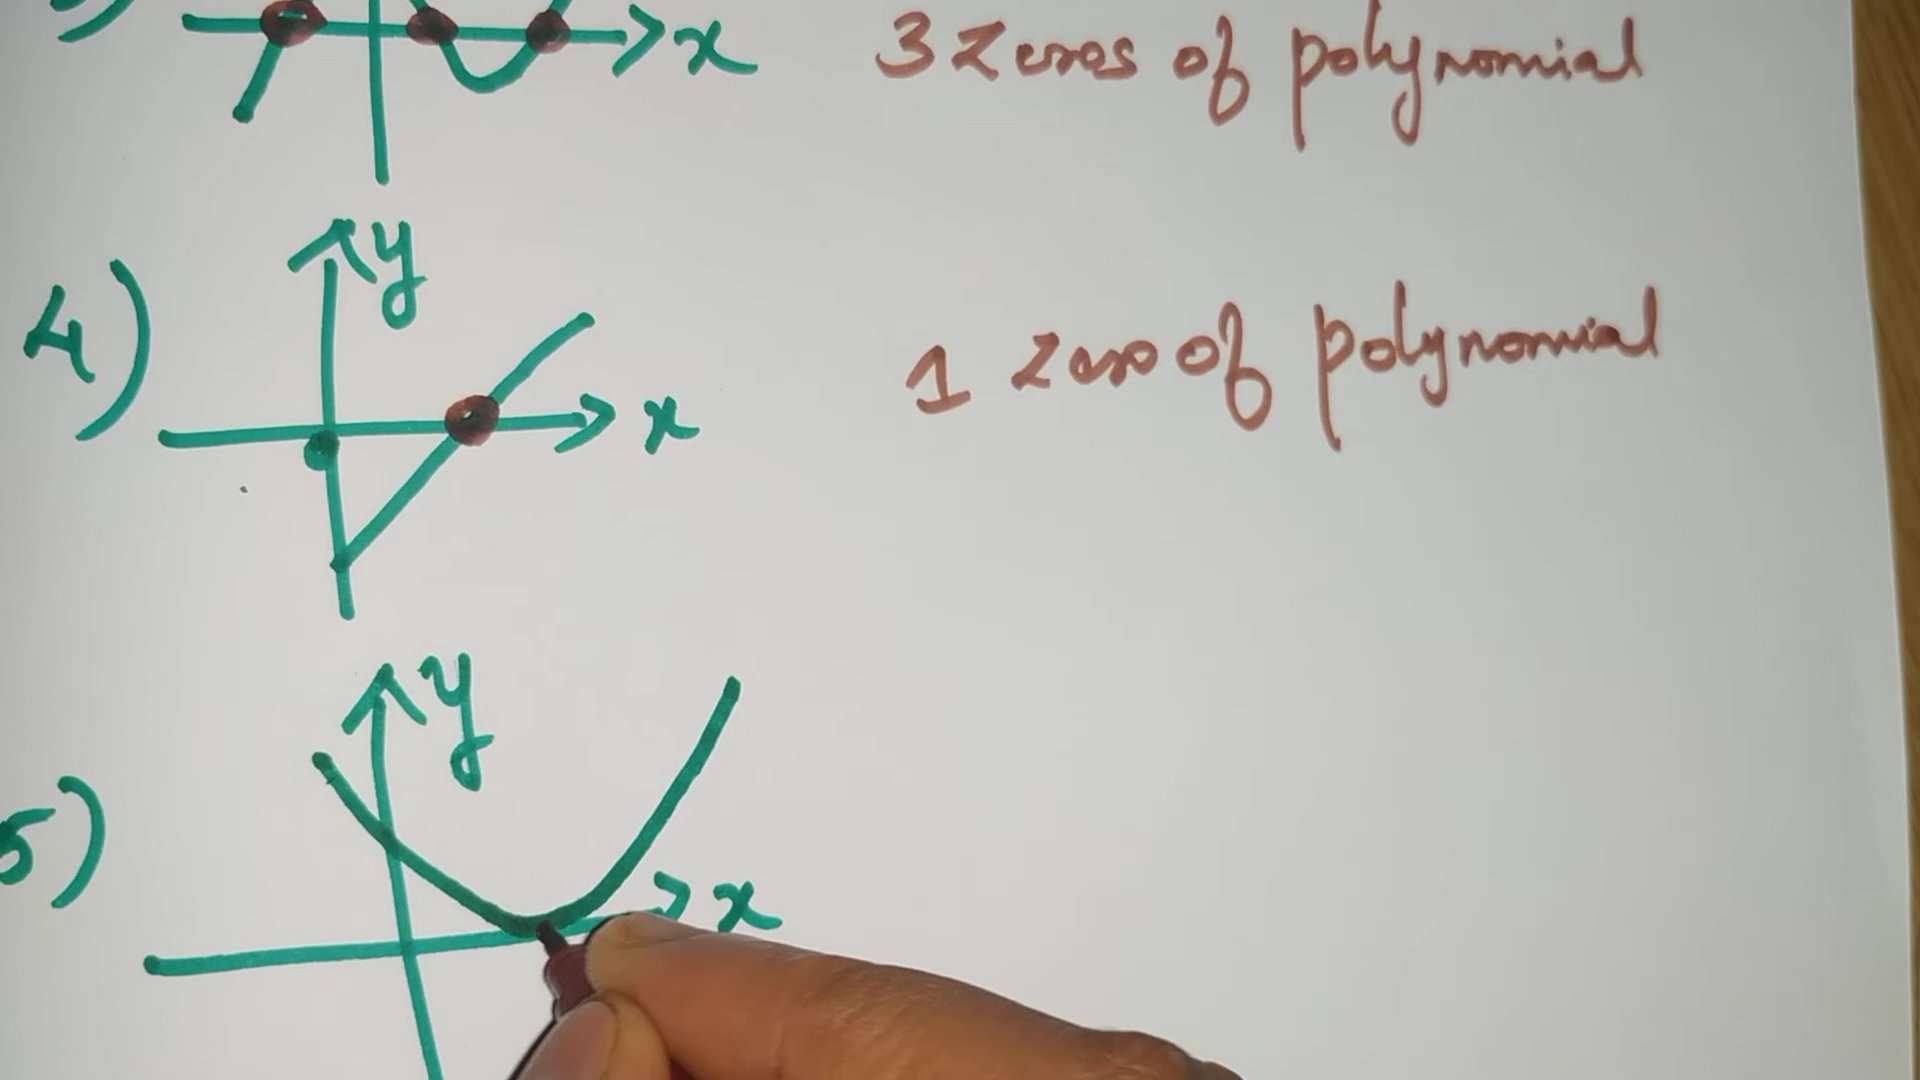 x 3 Zeros of polynomial
y
4) 1 Zero of polynomial
x
y
5)
x